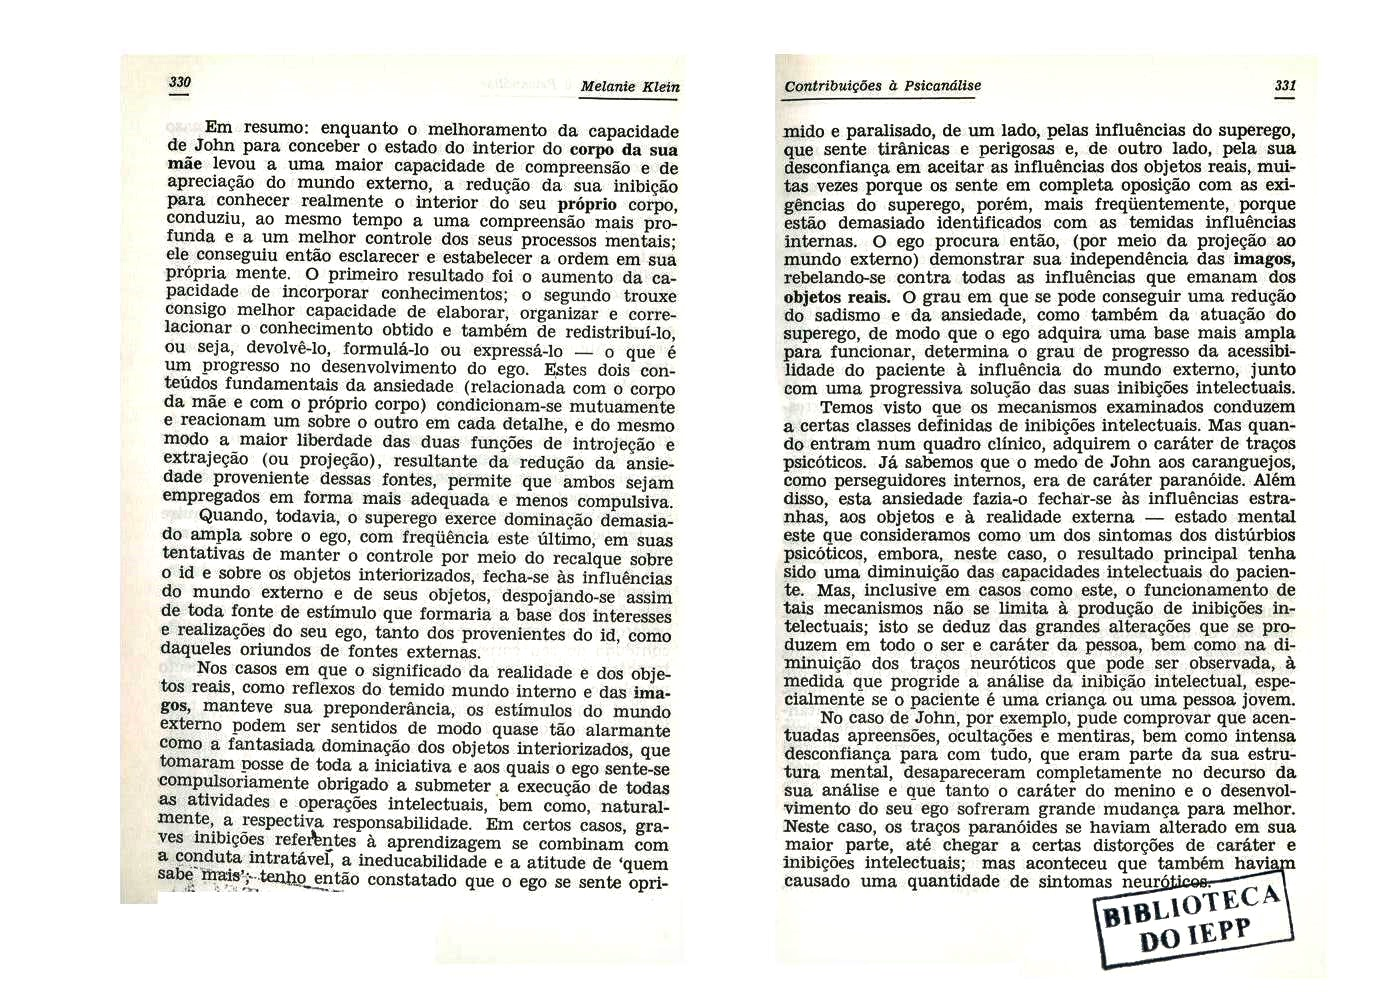 330
Melanie Klein
Em resumo: enquanto o melhoramento da capacidade
de John para conceber o estado do interior do corpo da sua
mãe levou a uma maior capacidade de compreensão e de
apreciação do mundo externo, a redução da sua inibição
para conhecer realmente o interior do seu próprio corpo,
conduziu, ao mesmo tempo a uma compreensão mais pro-
funda e a um melhor controle dos seus processos mentais;
ele conseguiu então esclarecer e estabelecer a ordem em sua
própria mente. O primeiro resultado foi o aumento da ca-
pacidade de incorporar conhecimentos; o segundo trouxe
consigo melhor capacidade de elaborar, organizar e corre-
lacionar o conhecimento obtido e também de redistribuí-lo,
ou seja, devolvê-lo, formulá-lo ou expressá-lo — o que é
um progresso no desenvolvimento do ego. Estes dois con-
teúdos fundamentais da ansiedade (relacionada com o corpo
da mãe e com o próprio corpo) condicionam-se mutuamente
e reacionam um sobre o outro em cada detalhe, e do mesmo
modo a maior liberdade das duas funções de introjeção e
extrajeção (ou projeção), resultante da redução da ansie-
dade proveniente dessas fontes, permite que ambos sejam
empregados em forma mais adequada e menos compulsiva.
Quando, todavia, o superego exerce dominação demasia-
do ampla sobre o ego, com freqüência este último, em suas
tentativas de manter o controle por meio do recalque sobre
o id e sobre os objetos interiorizados, fecha-se às influências
do mundo externo e de seus objetos, despojando-se assim
de toda fonte de estímulo que formaria a base dos interesses
e realizações do seu ego, tanto dos provenientes do id, como
daqueles oriundos de fontes externas.
Nos casos em que o significado da realidade e dos obje-
tos reais, como reflexos do temido mundo interno e das ima-
gos, manteve sua preponderância, os estímulos do mundo
externo podem ser sentidos de modo quase tão alarmante
como a fantasiada dominação dos objetos interiorizados, que
tomaram posse de toda a iniciativa e aos quais o ego sente-se
compulsoriamente obrigado a submeter a execução de todas
as atividades e operações intelectuais, bem como, natural-
mente, a respectiva responsabilidade. Em certos casos, gra-
ves inibições referentes à aprendizagem se combinam com
a conduta intratável, a ineducabilidade e a atitude de 'quem
sabe mais'; tenho então constatado que o ego se sente opri-
Contribuições à Psicanálise
331
mido e paralisado, de um lado, pelas influências do superego,
que sente tirânicas e perigosas e, de outro lado, pela sua
desconfiança em aceitar as influências dos objetos reais, mui-
tas vezes porque os sente em completa oposição com as exi-
gências do superego, porém, mais freqüentemente, porque
estão demasiado identificados com as temidas influências
internas. O ego procura então, (por meio da projeção ao
mundo externo) demonstrar sua independência das imagos,
rebelando-se contra todas as influências que emanam dos
objetos reais. O grau em que se pode conseguir uma redução
do sadismo e da ansiedade, como também da atuação do
superego, de modo que o ego adquira uma base mais ampla
para funcionar, determina o grau de progresso da acessibi-
lidade do paciente à influência do mundo externo, junto
com uma progressiva solução das suas inibições intelectuais.
Temos visto que os mecanismos examinados conduzem
a certas classes definidas de inibições intelectuais. Mas quan-
do entram num quadro clínico, adquirem o caráter de traços
psicóticos. Já sabemos que o medo de John aos caranguejos,
como perseguidores internos, era de caráter paranóide. Além
disso, esta ansiedade fazia-o fechar-se às influências estra-
nhas, aos objetos e à realidade externa — estado mental
este que consideramos como um dos sintomas dos distúrbios
psicóticos, embora, neste caso, o resultado principal tenha
sido uma diminuição das capacidades intelectuais do pacien-
te. Mas, inclusive em casos como este, o funcionamento de
tais mecanismos não se limita à produção de inibições in-
telectuais; isto se deduz das grandes alterações que se pro-
duzem em todo o ser e caráter da pessoa, bem como na di-
minuição dos traços neuróticos que pode ser observada, à
medida que progride a análise da inibição intelectual, espe-
cialmente se o paciente é uma criança ou uma pessoa jovem.
No caso de John, por exemplo, pude comprovar que acen-
tuadas apreensões, ocultações e mentiras, bem como intensa
desconfiança para com tudo, que eram parte da sua estru-
tura mental, desapareceram completamente no decurso da
sua análise e que tanto o caráter do menino e o desenvol-
vimento do seu ego sofreram grande mudança para melhor.
Neste caso, os traços paranóides se haviam alterado em sua
maior parte, até chegar a certas distorções de caráter e
inibições intelectuais; mas aconteceu que também haviam
causado uma quantidade de sintomas neuróticos.
BIBLIOTECA
DO IEPP